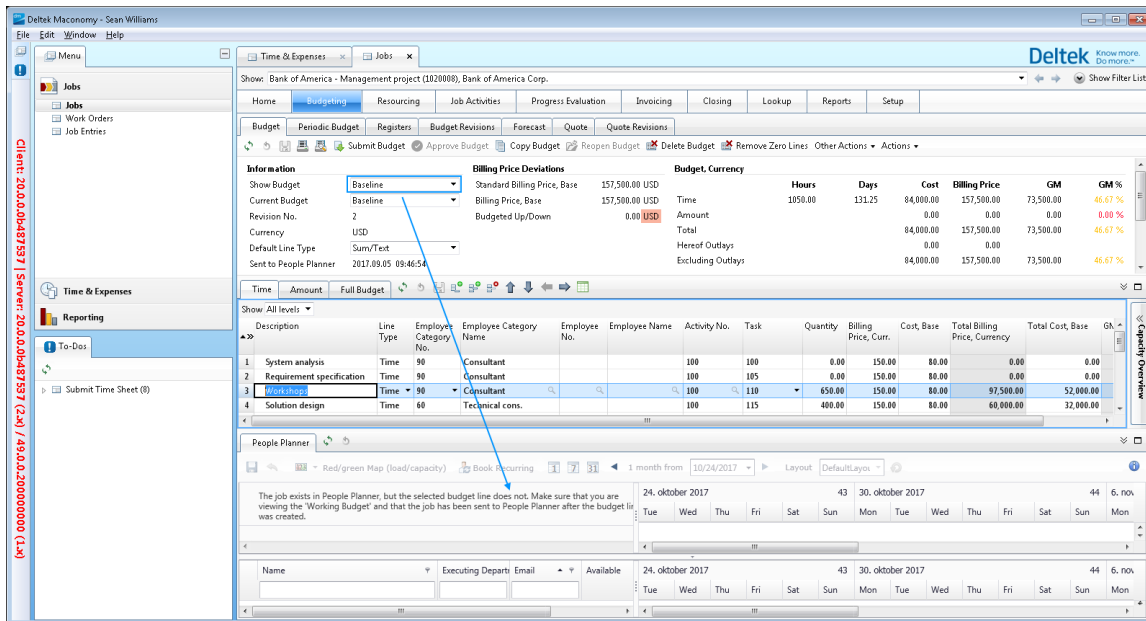 Deltek Maconomy - Sean Williams
File Edit Window Help
Menu
Jobs
Jobs
Work Orders
Job Entries
Time & Expenses
Reporting
To-Dos
Submit Time Sheet (8)
Client: 20.0.0.0b487537 | Server: 20.0.0.0b487537 (2.x) / 49.0.0.200000000 (1.x)
Time & Expenses Jobs
Deltek Know more. Do more.™
Show: Bank of America - Management project (1020008), Bank of America Corp. Show Filter List
Home Budgeting Resourcing Job Activities Progress Evaluation Invoicing Closing Lookup Reports Setup
Budget Periodic Budget Registers Budget Revisions Forecast Quote Quote Revisions
Submit Budget Approve Budget Copy Budget Reopen Budget Delete Budget Remove Zero Lines Other Actions Actions
Information Billing Price Deviations Budget, Currency
Show Budget Baseline Standard Billing Price, Base 157,500.00 USD Hours Days Cost Billing Price GM GM %
Current Budget Baseline Billing Price, Base 157,500.00 USD Time 1050.00 131.25 84,000.00 157,500.00 73,500.00 46.67 %
Revision No. 2 Budgeted Up/Down 0.00 USD Amount 0.00 0.00 0.00 0.00 %
Currency USD Total 84,000.00 157,500.00 73,500.00 46.67 %
Default Line Type Sum/Text Hereof Outlays 0.00 0.00
Sent to People Planner 2017.09.05 09:46:54 Excluding Outlays 84,000.00 157,500.00 73,500.00 46.67 %
Time Amount Full Budget
Show All levels
Description Line Type Employee Category No. Employee Category Name Employee No. Employee Name Activity No. Task Quantity Billing Price, Curr. Cost, Base Total Billing Price, Currency Total Cost, Base
1 System analysis Time 90 Consultant 100 100 0.00 150.00 80.00 0.00 0.00
2 Requirement specification Time 90 Consultant 100 105 0.00 150.00 80.00 0.00 0.00
3 Workshops Time 90 Consultant 100 110 650.00 150.00 80.00 97,500.00 52,000.00
4 Solution design Time 60 Technical cons. 100 115 400.00 150.00 80.00 60,000.00 32,000.00
Capacity Overview
People Planner
Red/green Map (load/capacity) Book Recurring 1 7 31 1 month from 10/24/2017 Layout DefaultLayou
The job exists in People Planner, but the selected budget line does not. Make sure that you are
viewing the 'Working Budget' and that the job has been sent to People Planner after the budget lin
was created.
24. oktober 2017 43 30. oktober 2017 44 6. nov
Tue Wed Thu Fri Sat Sun Mon Tue Wed Thu Fri Sat Sun Mon
Name Executing Departi Email Available 24. oktober 2017 43 30. oktober 2017 44 6. nov
Tue Wed Thu Fri Sat Sun Mon Tue Wed Thu Fri Sat Sun Mon